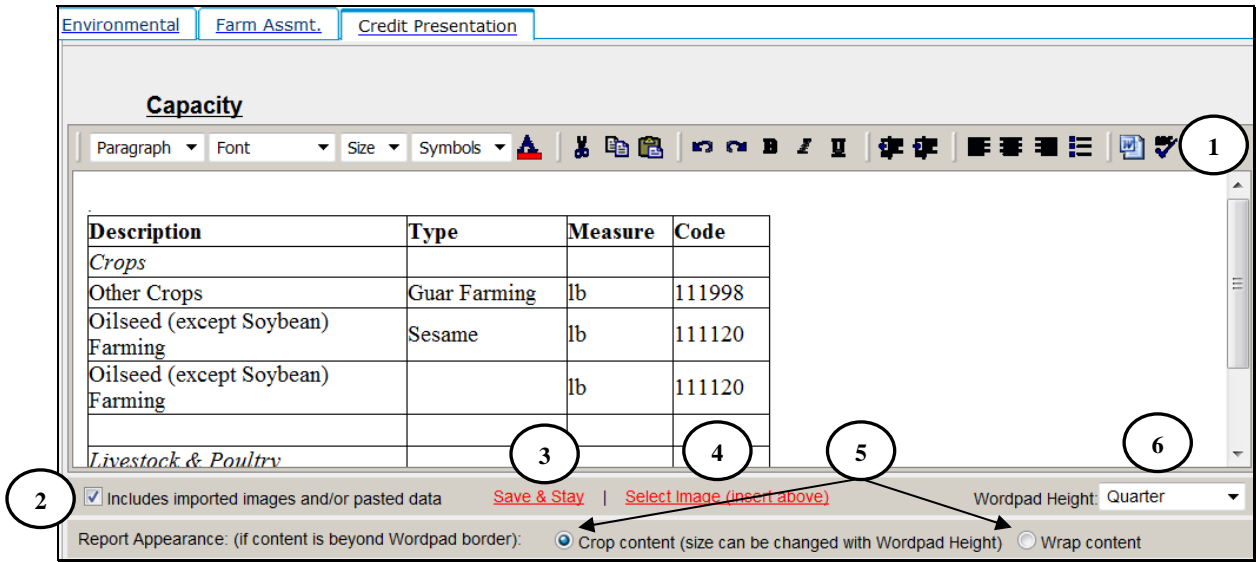 Environmental Farm Assmt. Credit Presentation
Capacity
Paragraph Font Size Symbols A B I U W 1
Description Type Measure Code
Crops
Other Crops Guar Farming lb 111998
Oilseed (except Soybean)
Farming Sesame lb 111120
Oilseed (except Soybean)
Farming lb 111120
Livestock & Poultry
3 4 5 6
2 Includes imported images and/or pasted data Save & Stay | Select Image (insert above) Wordpad Height: Quarter
Report Appearance: (if content is beyond Wordpad border): Crop content (size can be changed with Wordpad Height) Wrap content